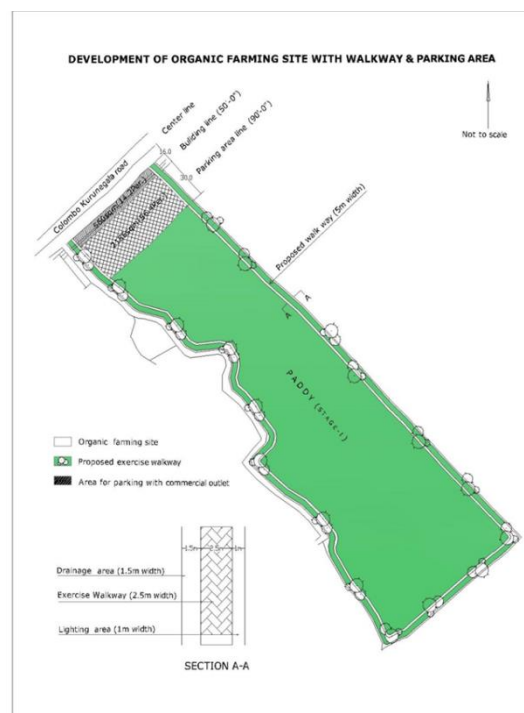 DEVELOPMENT OF ORGANIC FARMING SITE WITH WALKWAY & PARKING AREA
Not to scale
Center line
Building line (50'-0")
Parking area line (90'-0")
Colombo Kurunegala road
Proposed walk way (5m width)
A
A
PADDY (STAGE-I)
Organic farming site
Proposed exercise walkway
Area for parking with commercial outlet
1.5m
2.5m
1m
Drainage area (1.5m width)
Exercise Walkway (2.5m width)
Lighting area (1m width)
SECTION A-A